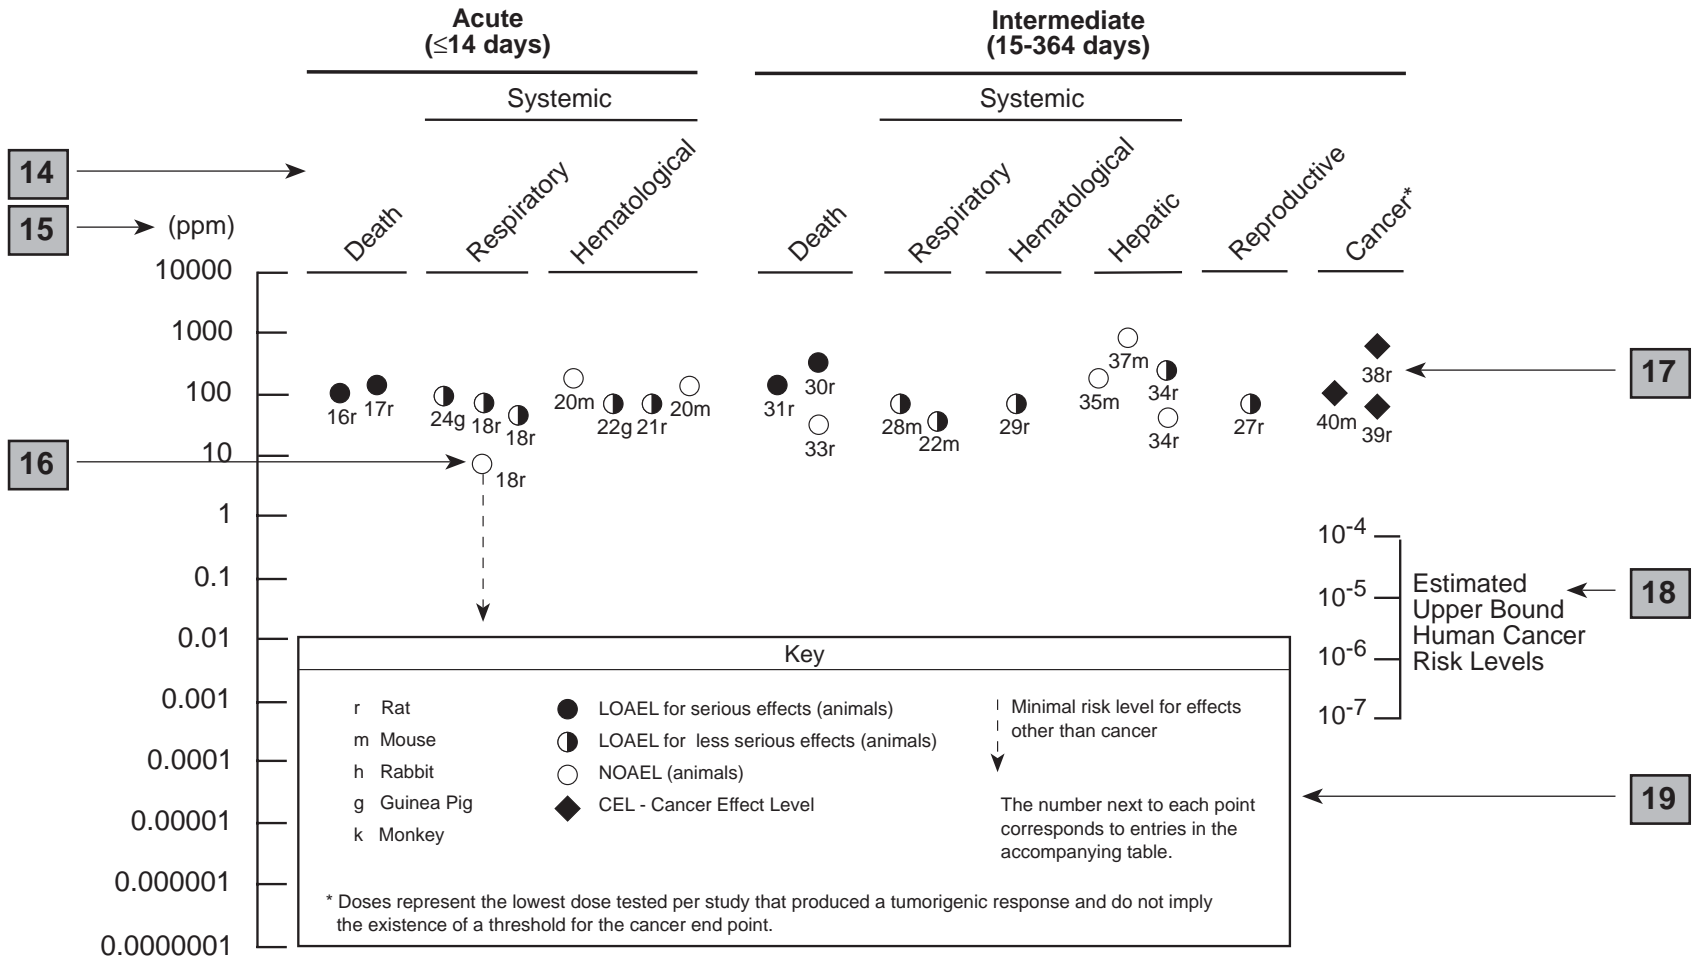 Acute
(≤14 days)
Intermediate
(15-364 days)
Systemic
Systemic
14
15
(ppm)
Death
Respiratory
Hematological
Death
Respiratory
Hematological
Hepatic
Reproductive
Cancer*
10000
1000
100
10
1
0.1
0.01
0.001
0.0001
0.00001
0.000001
0.0000001
16r
17r
24g
18r
18r
18r
20m
22g
21r
20m
31r
30r
33r
28m
22m
29r
37m
35m
34r
34r
27r
40m
38r
39r
16
17
10-4
10-5
10-6
10-7
Estimated
Upper Bound
Human Cancer
Risk Levels
18
Key
r Rat
m Mouse
h Rabbit
g Guinea Pig
k Monkey
LOAEL for serious effects (animals)
LOAEL for less serious effects (animals)
NOAEL (animals)
CEL - Cancer Effect Level
Minimal risk level for effects
other than cancer
The number next to each point
corresponds to entries in the
accompanying table.
* Doses represent the lowest dose tested per study that produced a tumorigenic response and do not imply
the existence of a threshold for the cancer end point.
19